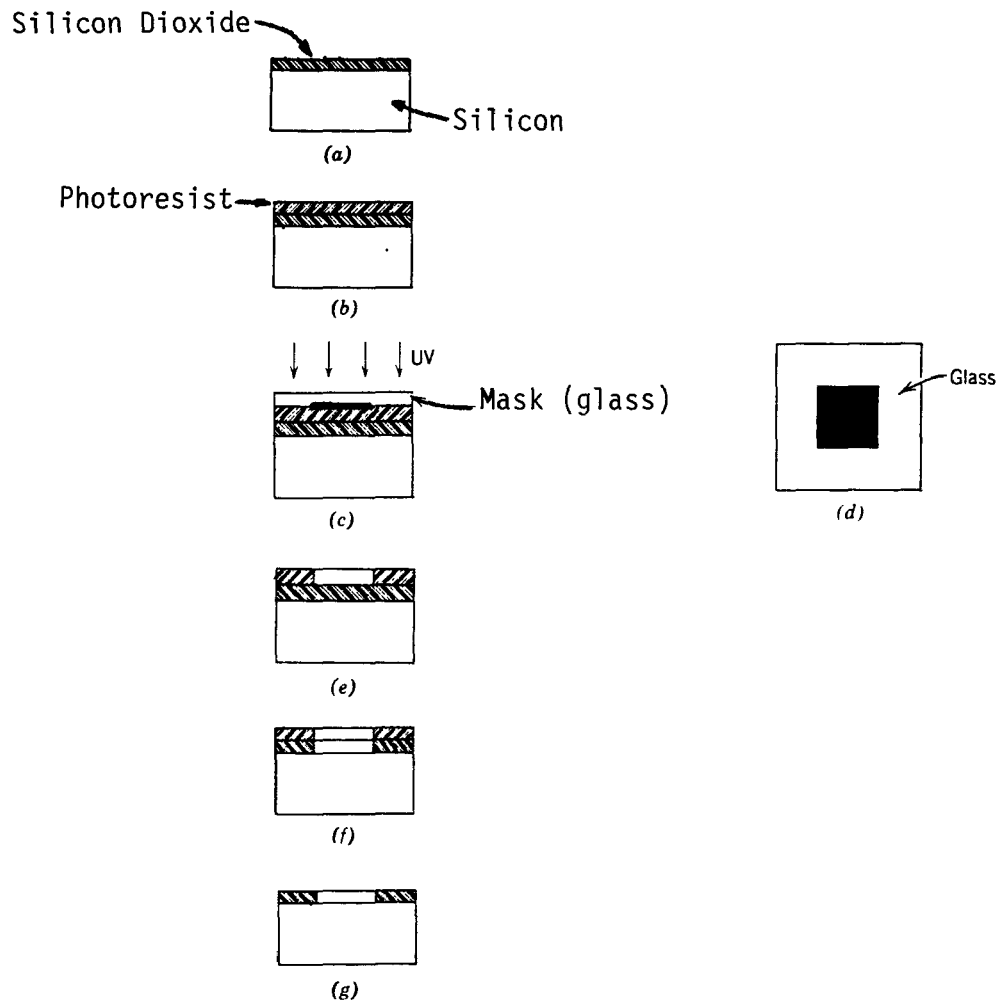 Silicon Dioxide
Silicon
(a)
Photoresist
(b)
UV
Mask (glass)
(c)
Glass
(d)
(e)
(f)
(g)